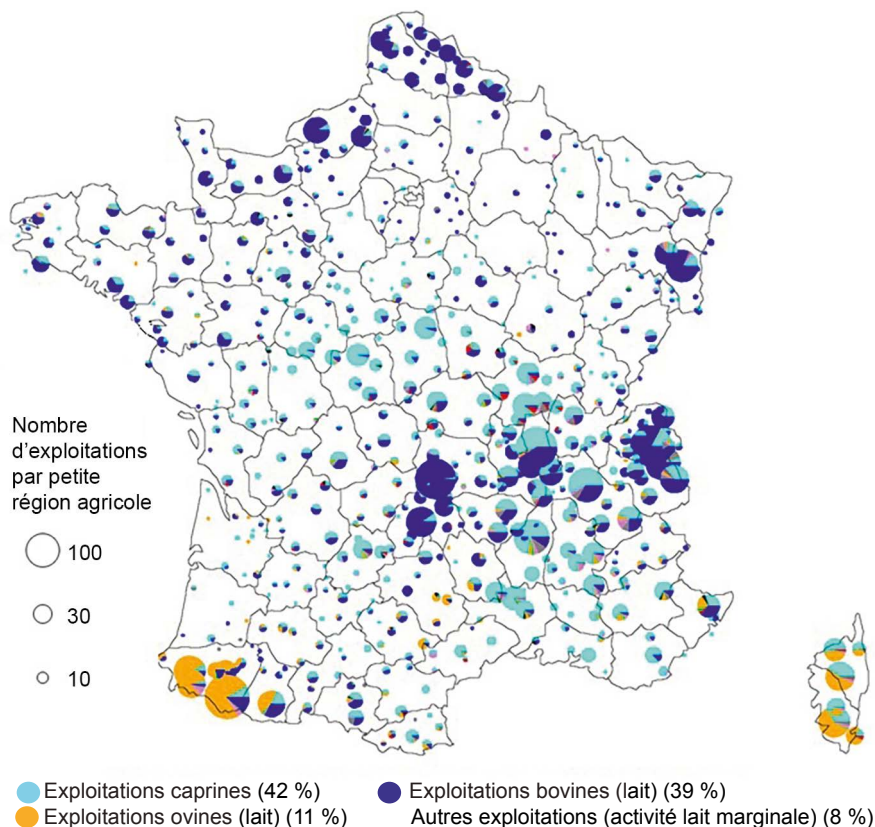 Nombre
d'exploitations
par petite
région agricole
100
30
10
Exploitations caprines (42 %)
Exploitations bovines (lait) (39 %)
Exploitations ovines (lait) (11 %)
Autres exploitations (activité lait marginale) (8 %)